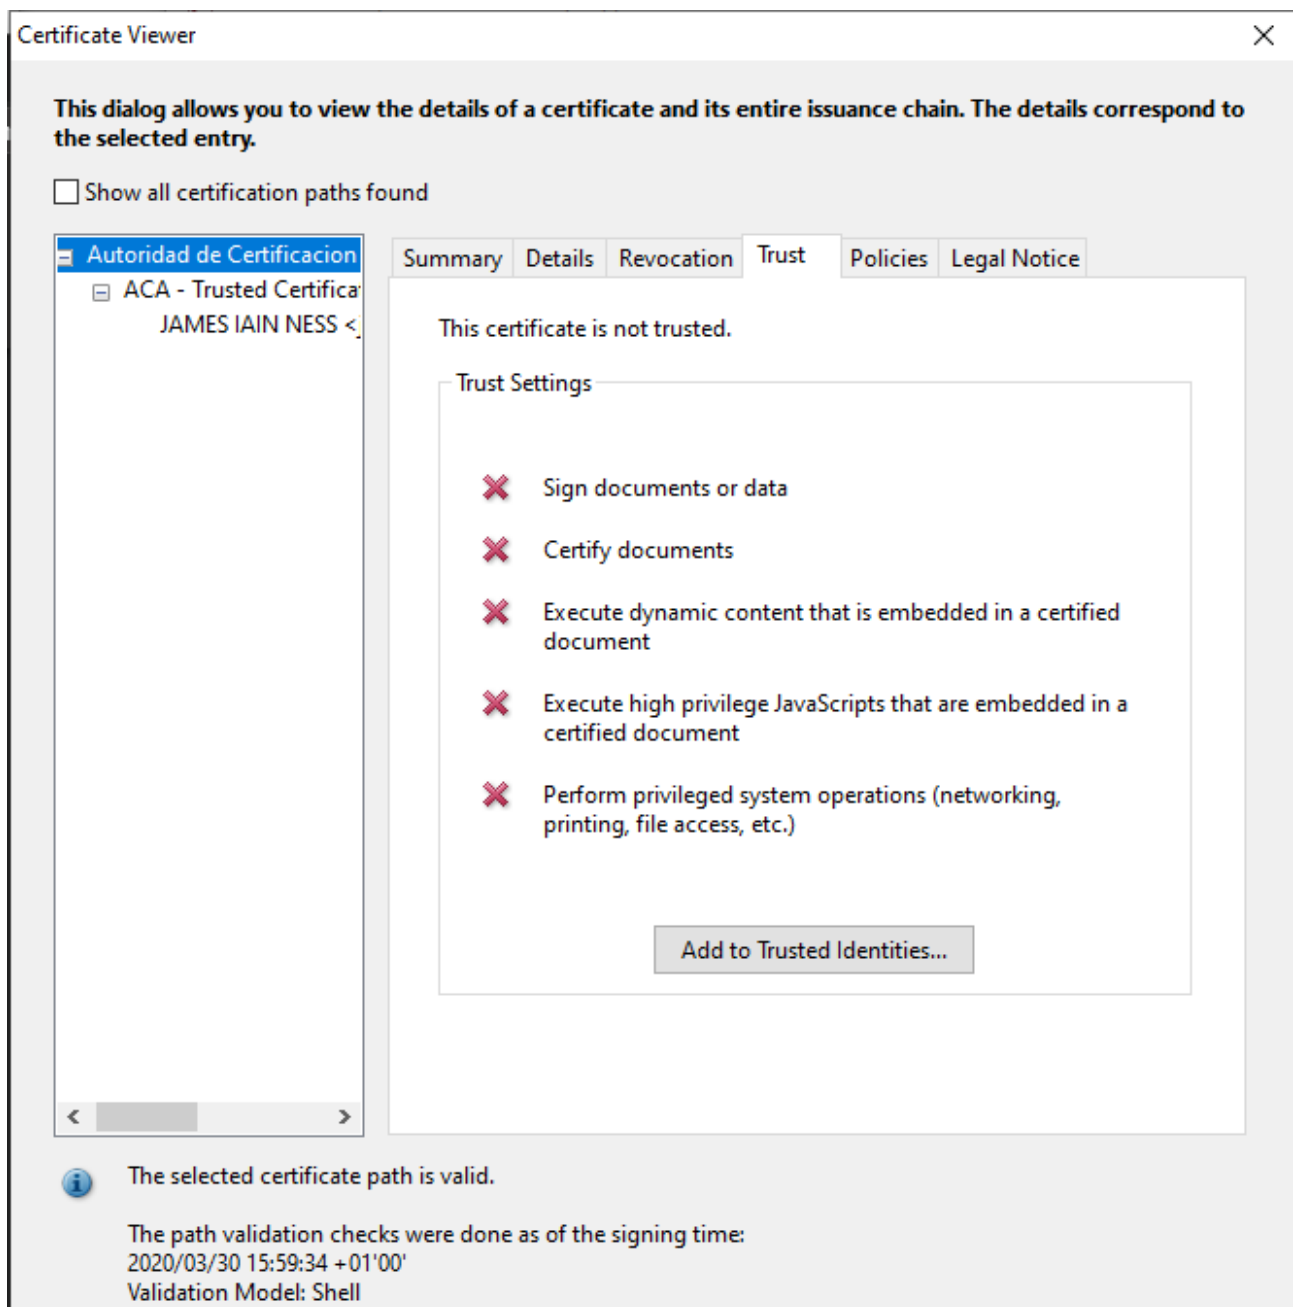 Certificate Viewer
This dialog allows you to view the details of a certificate and its entire issuance chain. The details correspond to
the selected entry.
Show all certification paths found
Autoridad de Certificacion
ACA - Trusted Certifica
JAMES IAIN NESS <
Summary Details Revocation Trust Policies Legal Notice
This certificate is not trusted.
Trust Settings
Sign documents or data
Certify documents
Execute dynamic content that is embedded in a certified
document
Execute high privilege JavaScripts that are embedded in a
certified document
Perform privileged system operations (networking,
printing, file access, etc.)
Add to Trusted Identities...
The selected certificate path is valid.
The path validation checks were done as of the signing time:
2020/03/30 15:59:34 +01'00'
Validation Model: Shell